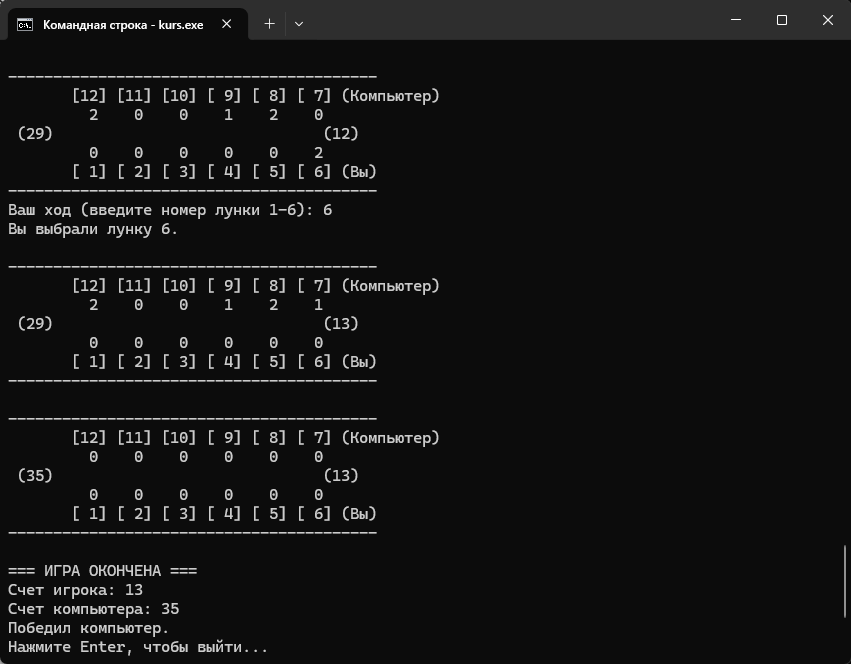 Командная строка - kurs.exe
----------------------------------------
[12] [11] [10] [ 9] [ 8] [ 7] (Компьютер)
2 0 0 1 2 0
(29) (12)
0 0 0 0 0 2
[ 1] [ 2] [ 3] [ 4] [ 5] [ 6] (Вы)
----------------------------------------
Ваш ход (введите номер лунки 1-6): 6
Вы выбрали лунку 6.
----------------------------------------
[12] [11] [10] [ 9] [ 8] [ 7] (Компьютер)
2 0 0 1 2 1
(29) (13)
0 0 0 0 0 0
[ 1] [ 2] [ 3] [ 4] [ 5] [ 6] (Вы)
----------------------------------------
----------------------------------------
[12] [11] [10] [ 9] [ 8] [ 7] (Компьютер)
0 0 0 0 0 0
(35) (13)
0 0 0 0 0 0
[ 1] [ 2] [ 3] [ 4] [ 5] [ 6] (Вы)
----------------------------------------
=== ИГРА ОКОНЧЕНА ===
Счет игрока: 13
Счет компьютера: 35
Победил компьютер.
Нажмите Enter, чтобы выйти...